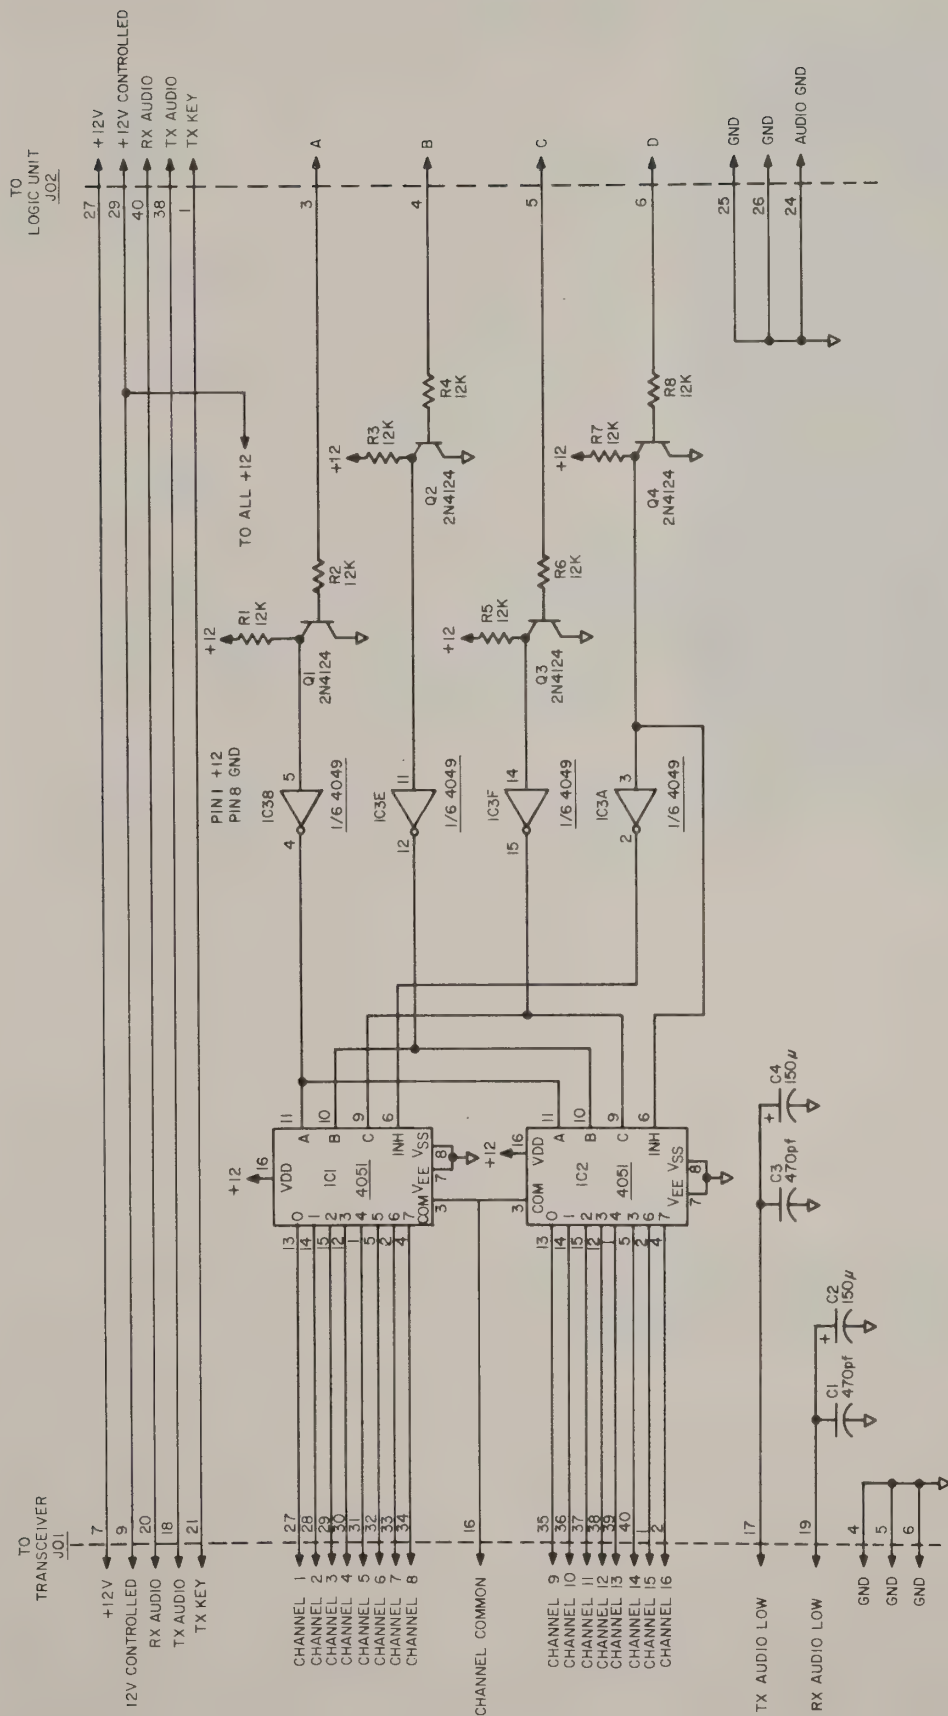 TO
LOGIC UNIT
J02
27
+12V
29
+12V CONTROLLED
40
RX AUDIO
38
TX AUDIO
1
TX KEY
3
A
4
B
5
C
6
D
25
GND
26
GND
24
AUDIO GND
TO ALL +12
+12
R1
12K
R2
12K
Q1
2N4124
+12
R3
12K
R4
12K
Q2
2N4124
+12
R5
12K
R6
12K
Q3
2N4124
+12
R7
12K
R8
12K
Q4
2N4124
PIN1 +12
PIN8 GND
IC3B
5
4
1/6 4049
IC3E
11
12
1/6 4049
IC3F
14
15
1/6 4049
IC3A
3
2
1/6 4049
+12
16
VDD
11
A
10
B
9
C
6
INH
IC1
4051
VEE
VSS
7
8
COM
3
13
0
14
1
15
2
12
3
1
4
5
5
2
6
4
7
+12
16
VDD
11
A
10
B
9
C
6
INH
IC2
4051
VEE
VSS
7
8
COM
3
13
0
14
1
15
2
12
3
1
4
5
3
2
6
4
7
C4
150µ
+
C3
470pf
C2
150µ
+
C1
470pf
TO
TRANSCEIVER
J01
7
+12V
9
12V CONTROLLED
20
RX AUDIO
18
TX AUDIO
21
TX KEY
27
CHANNEL 1
28
CHANNEL 2
29
CHANNEL 3
30
CHANNEL 4
31
CHANNEL 5
32
CHANNEL 6
33
CHANNEL 7
34
CHANNEL 8
16
CHANNEL COMMON
35
CHANNEL 9
36
CHANNEL 10
37
CHANNEL 11
38
CHANNEL 12
39
CHANNEL 13
40
CHANNEL 14
1
CHANNEL 15
2
CHANNEL 16
17
TX AUDIO LOW
19
RX AUDIO LOW
4
GND
5
GND
6
GND